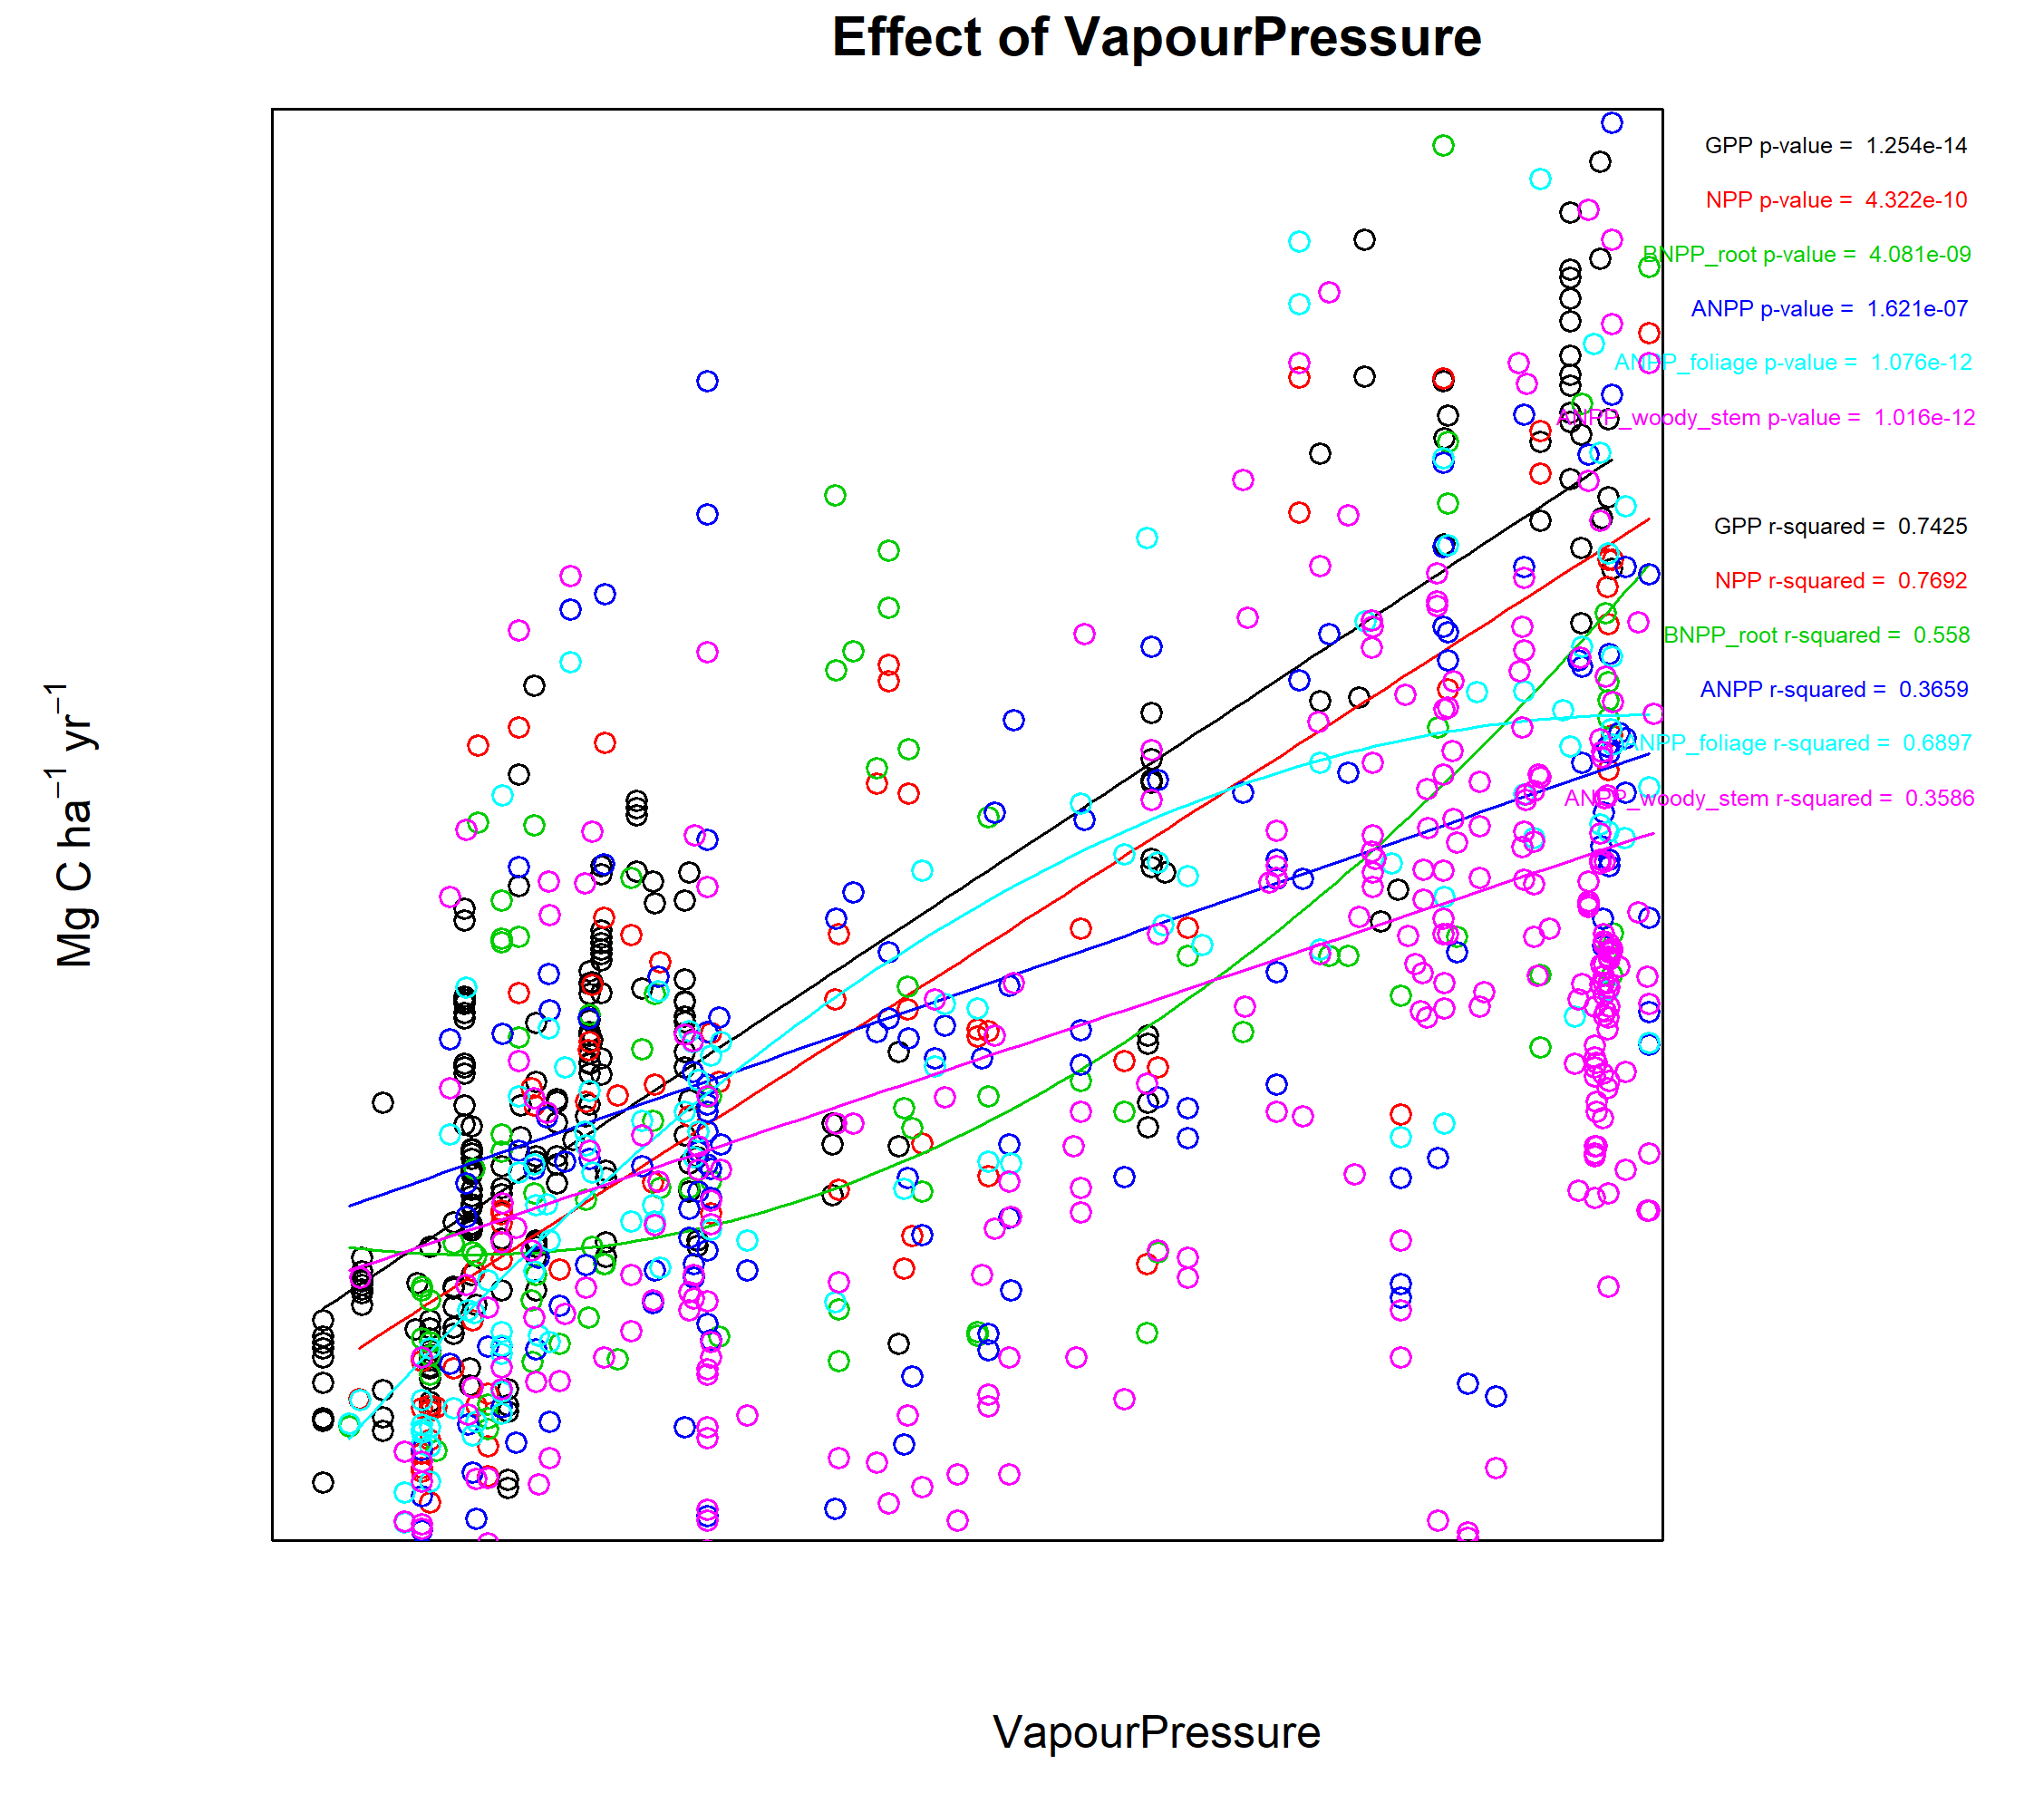 Effect of VapourPressure
GPP p-value = 1.254e-14
NPP p-value = 4.322e-10
BNPP_root p-value = 4.081e-09
ANPP p-value = 1.621e-07
ANPP_foliage p-value = 1.076e-12
ANPP_woody_stem p-value = 1.016e-12
GPP r-squared = 0.7425
NPP r-squared = 0.7692
BNPP_root r-squared = 0.558
ANPP r-squared = 0.3659
ANPP_foliage r-squared = 0.6897
ANPP_woody_stem r-squared = 0.3586
Mg C ha⁻¹ yr⁻¹
VapourPressure